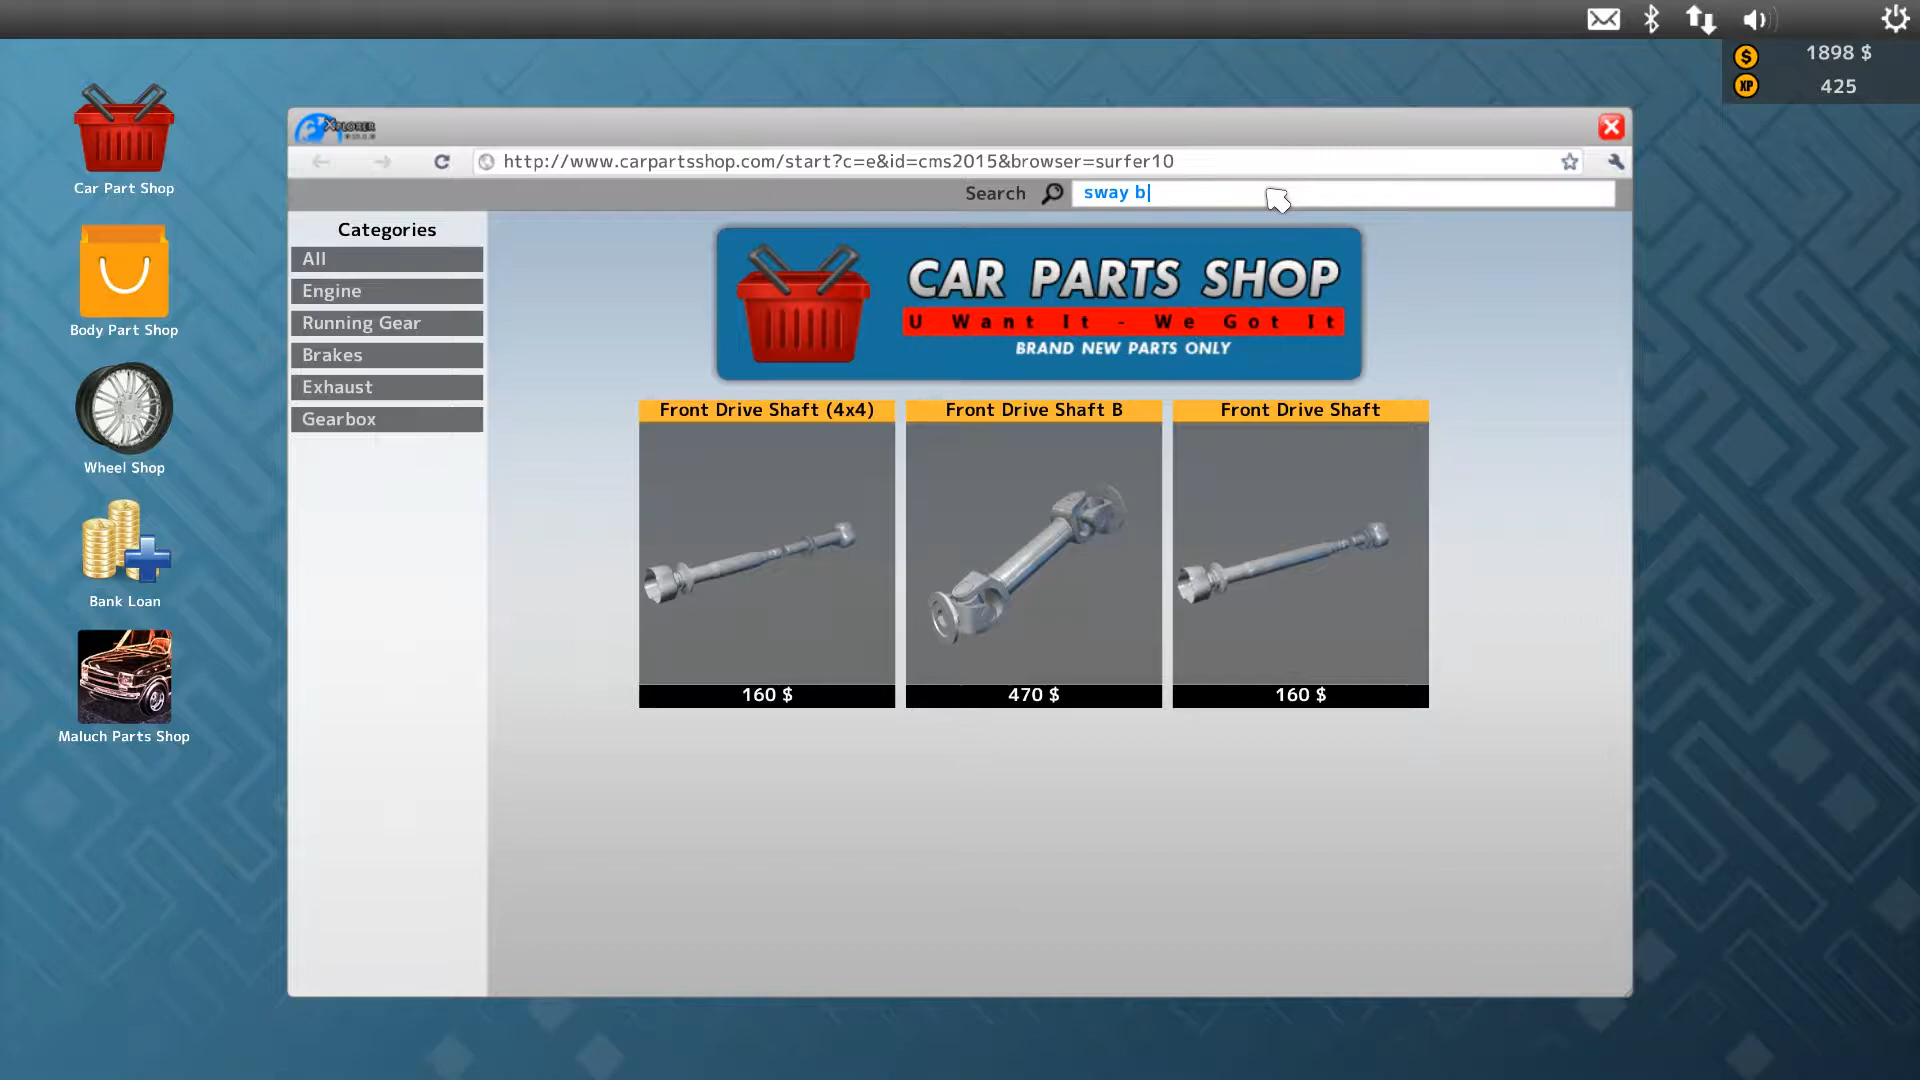 1898 $
425
Car Part Shop
Body Part Shop
Wheel Shop
Bank Loan
Maluch Parts Shop
XPLORER
http://www.carpartsshop.com/start?c=e&id=cms2015&browser=surfer10
Search
sway b
Categories
All
Engine
Running Gear
Brakes
Exhaust
Gearbox
CAR PARTS SHOP
U Want It - We Got It
BRAND NEW PARTS ONLY
Front Drive Shaft (4x4)
160 $
Front Drive Shaft B
470 $
Front Drive Shaft
160 $